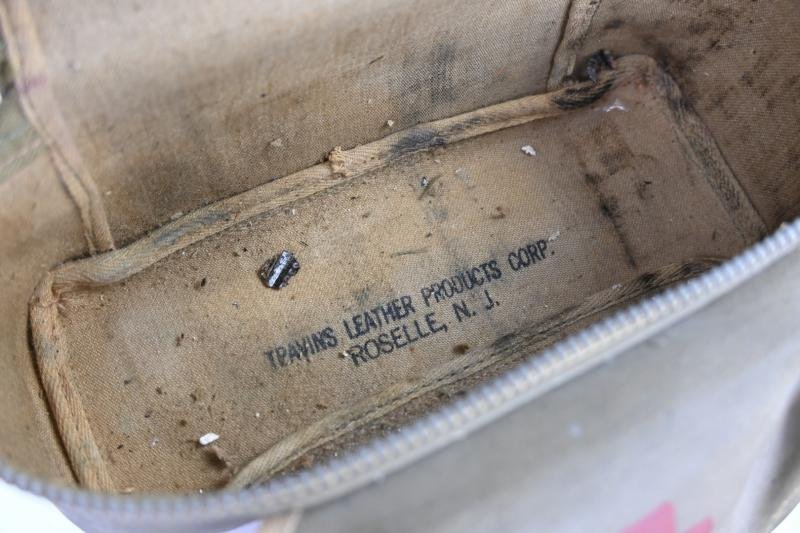 TRAVINS LEATHER PRODUCTS CORP.
ROSELLE, N. J.